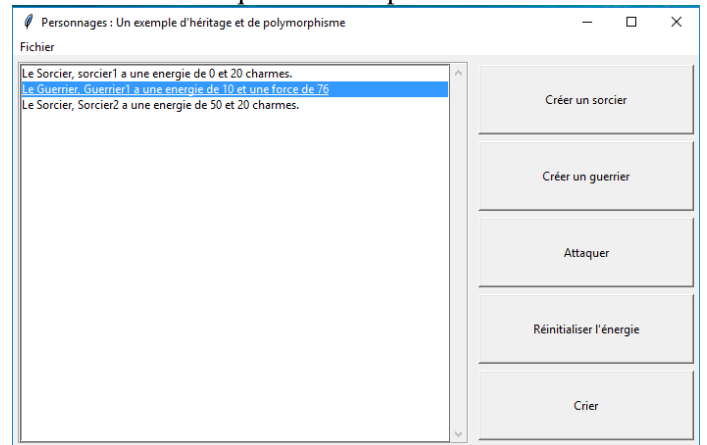 Personnages : Un exemple d'héritage et de polymorphisme
Fichier
Le Sorcier, sorcier1 a une energie de 0 et 20 charmes.
Le Guerrier, Guerrier1 a une energie de 10 et une force de 76
Le Sorcier, Sorcier2 a une energie de 50 et 20 charmes.
Créer un sorcier
Créer un guerrier
Attaquer
Réinitialiser l'énergie
Crier